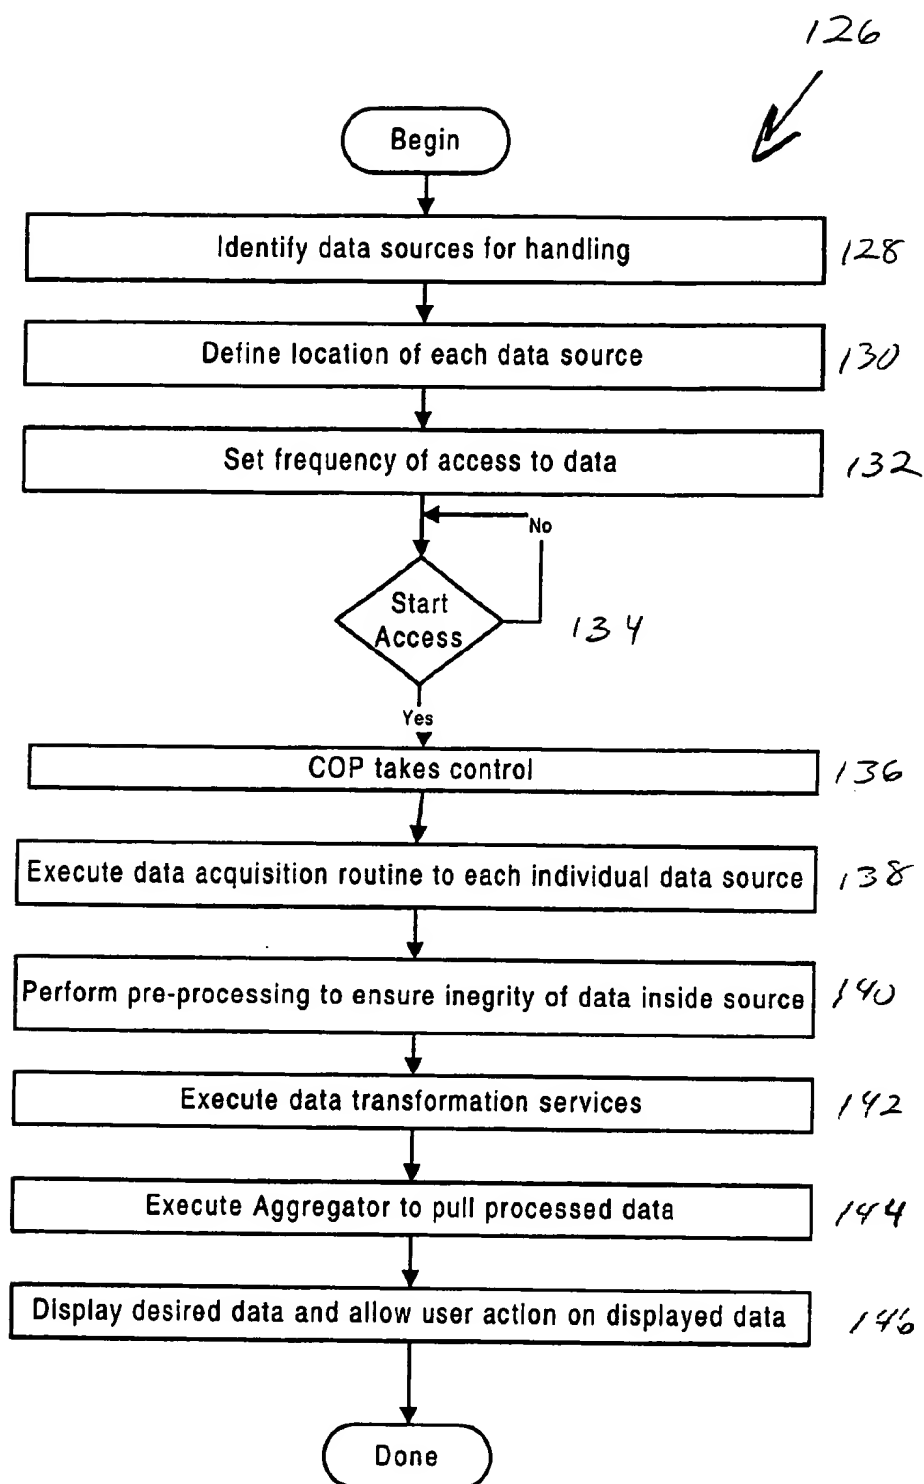 126
Begin
Identify data sources for handling 128
Define location of each data source 130
Set frequency of access to data 132
No
Start
Access 134
Yes
COP takes control 136
Execute data acquisition routine to each individual data source 138
Perform pre-processing to ensure inegrity of data inside source 140
Execute data transformation services 142
Execute Aggregator to pull processed data 144
Display desired data and allow user action on displayed data 146
Done